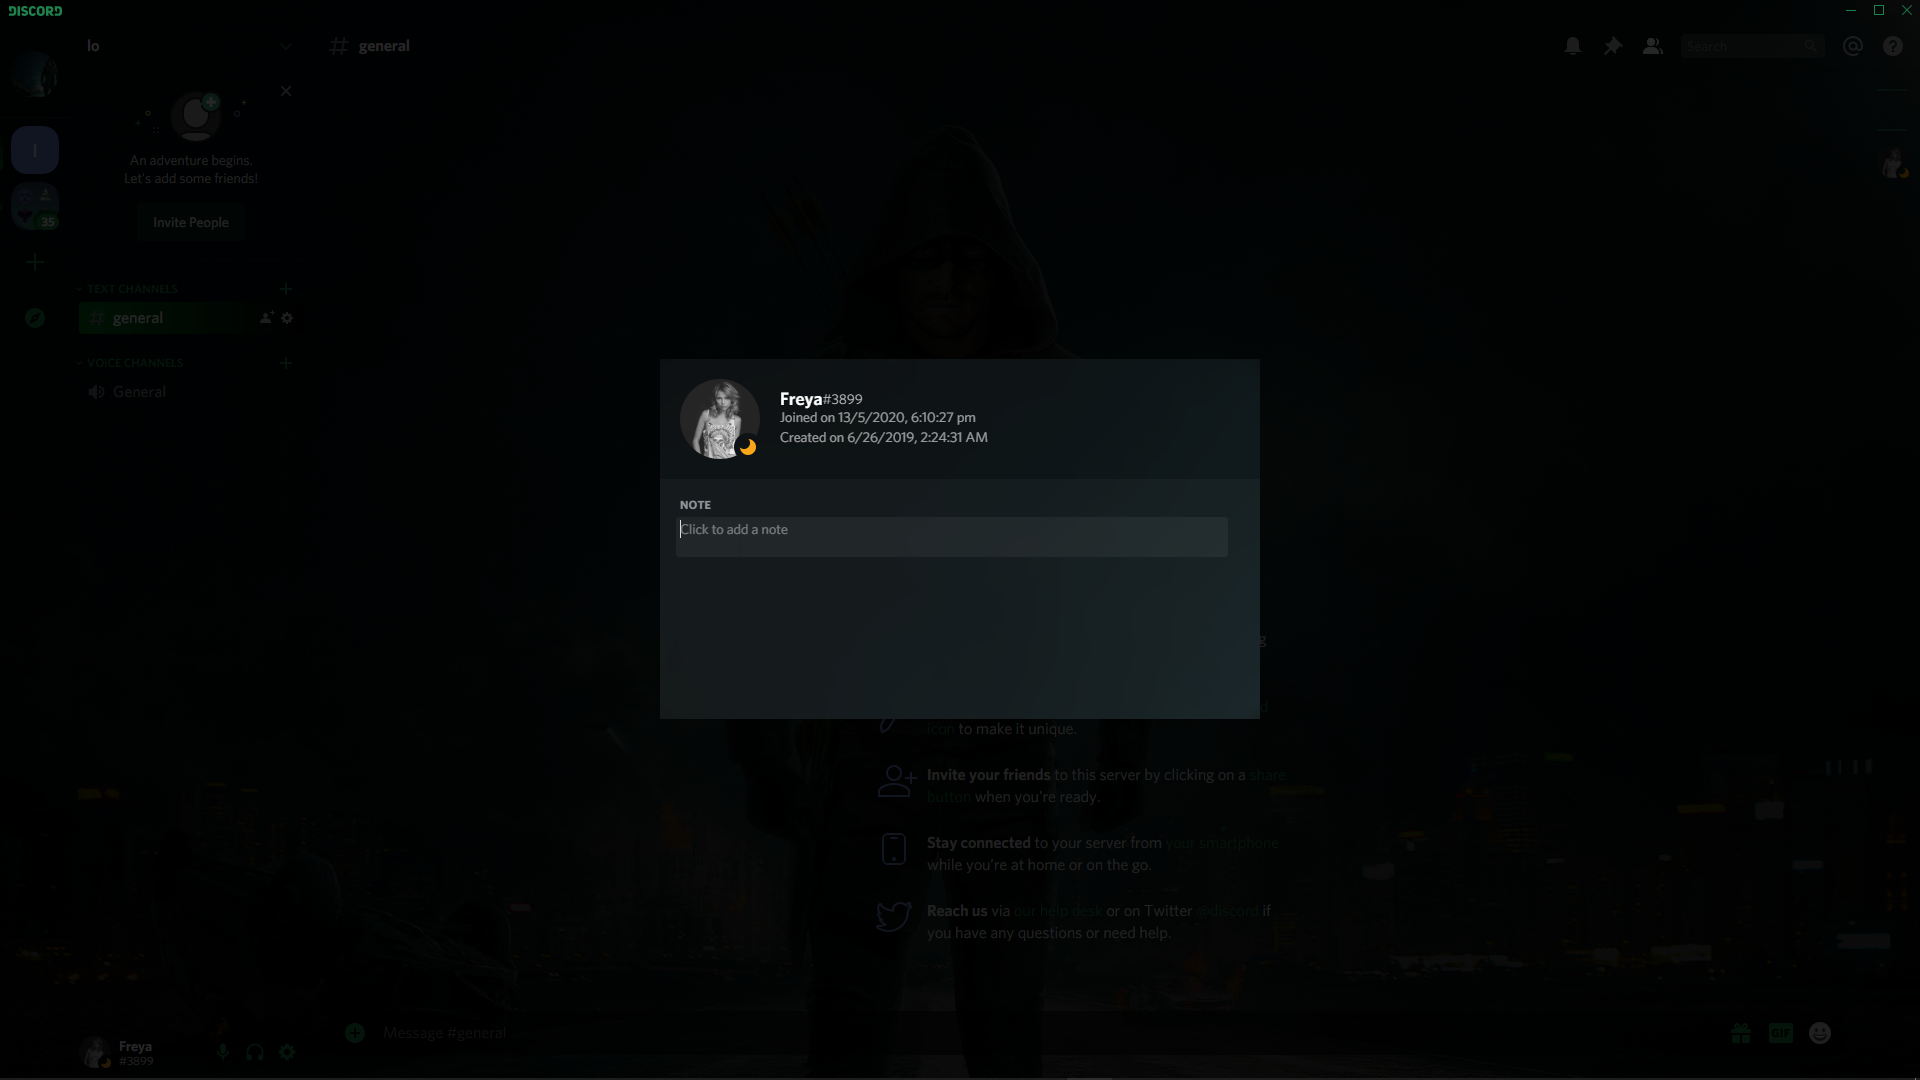 DISCORD
lo
general
Search
An adventure begins.
Let's add some friends!
Invite People
I
35
TEXT CHANNELS
general
VOICE CHANNELS
General
Freya#3899
Joined on 13/5/2020, 6:10:27 pm
Created on 6/26/2019, 2:24:31 AM
NOTE
Click to add a note
g
d
icon to make it unique.
Invite your friends to this server by clicking on a share
button when you're ready.
Stay connected to your server from your smartphone
while you're at home or on the go.
Reach us via our help desk or on Twitter @discord if
you have any questions or need help.
Message #general
GIF
Freya
#3899